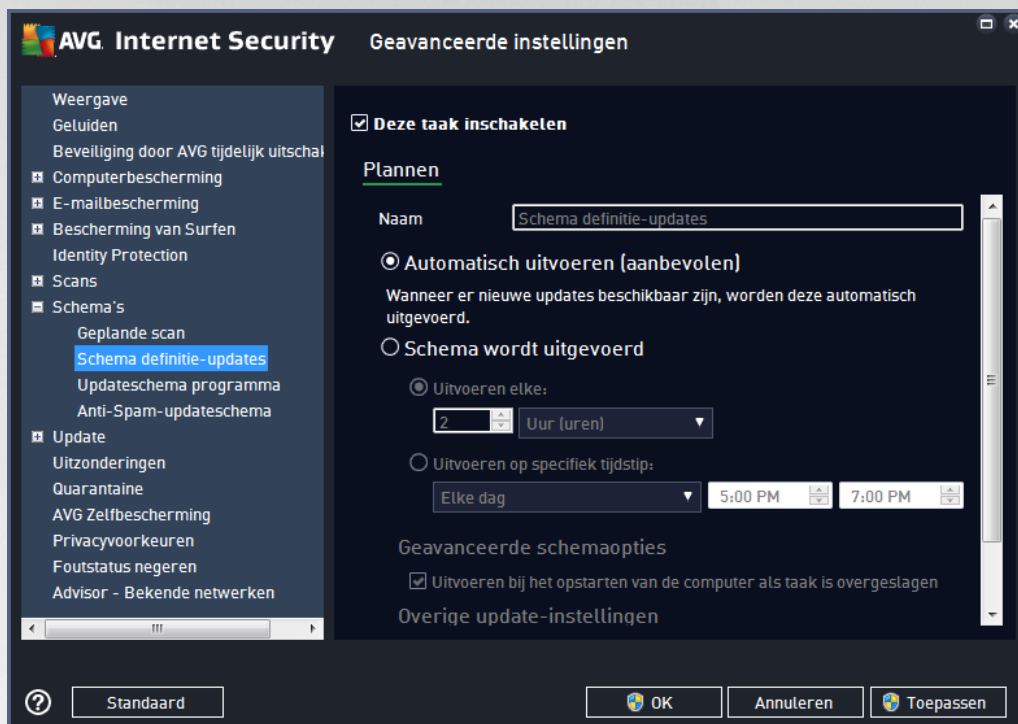 AVG Internet Security Geavanceerde instellingen
Weergave
Geluiden
Beveiliging door AVG tijdelijk uitschak
Computerbescherming
E-mailbescherming
Bescherming van Surfen
Identity Protection
Scans
Schema's
Geplande scan
Schema definitie-updates
Updateschema programma
Anti-Spam-updateschema
Update
Uitzonderingen
Quarantaine
AVG Zelfbescherming
Privacyvoorkeuren
Foutstatus negeren
Advisor - Bekende netwerken
Deze taak inschakelen
Plannen
Naam Schema definitie-updates
Automatisch uitvoeren (aanbevolen)
Wanneer er nieuwe updates beschikbaar zijn, worden deze automatisch
uitgevoerd.
Schema wordt uitgevoerd
Uitvoeren elke:
2 Uur (uren)
Uitvoeren op specifiek tijdstip:
Elke dag 5:00 PM 7:00 PM
Geavanceerde schemaopties
Uitvoeren bij het opstarten van de computer als taak is overgeslagen
Overige update-instellingen
? Standaard OK Annuleren Toepassen